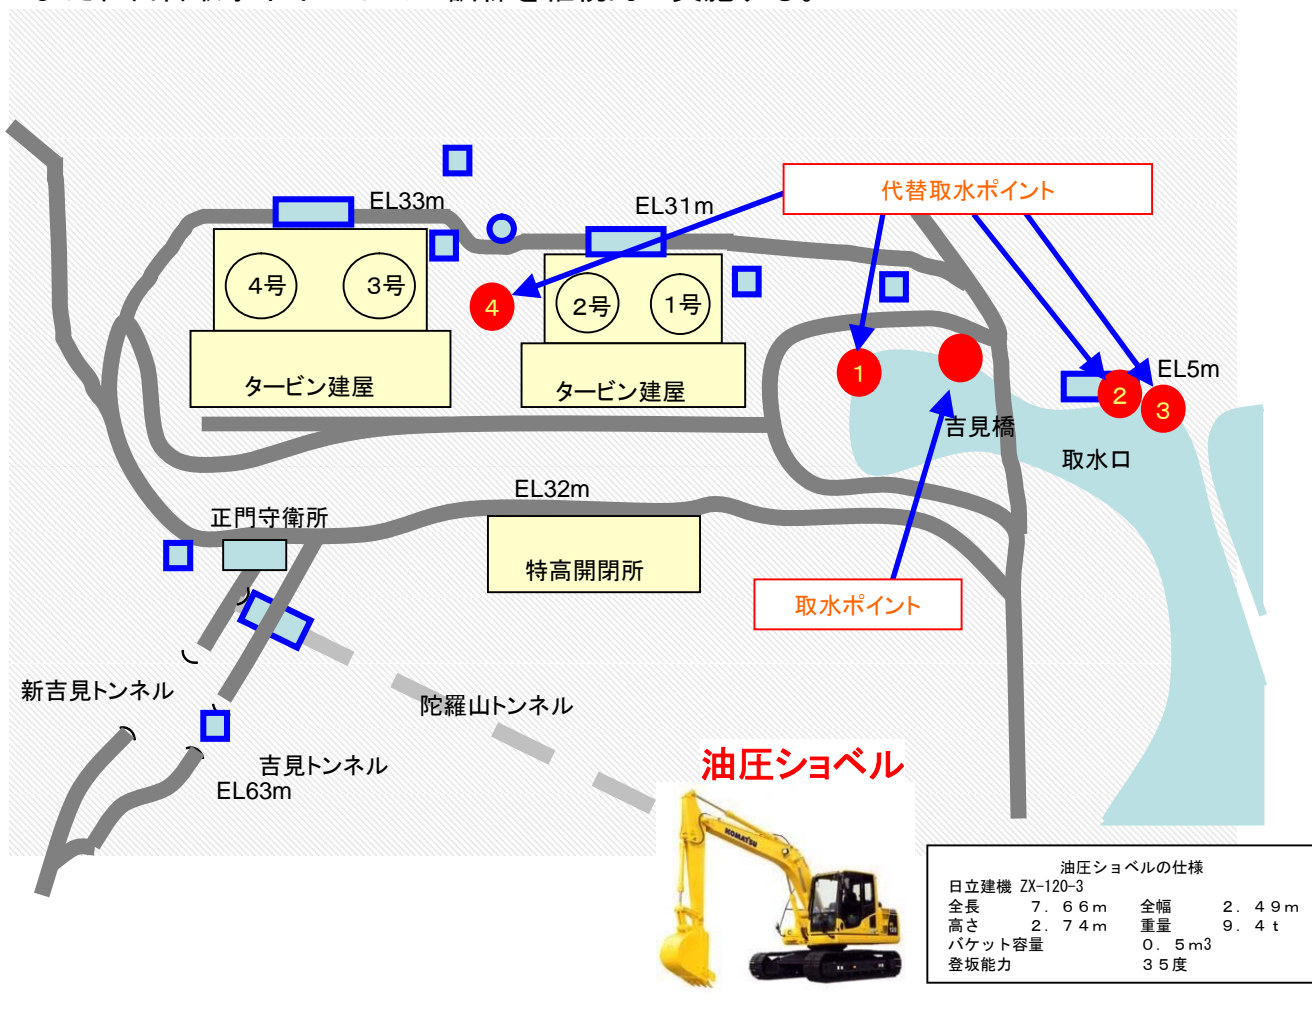 EL33m
EL31m
代替取水ポイント
4号
3号
4
2号
1号
タービン建屋
タービン建屋
1
2
3
EL5m
吉見橋
取水口
EL32m
正門守衛所
特高開閉所
取水ポイント
新吉見トンネル
陀羅山トンネル
吉見トンネル
EL63m
油圧ショベル
KOMATSU
油圧ショベルの仕様
日立建機 ZX-120-3
全長 7.66m 全幅 2.49m
高さ 2.74m 重量 9.4t
バケット容量 0.5m3
登坂能力 35度